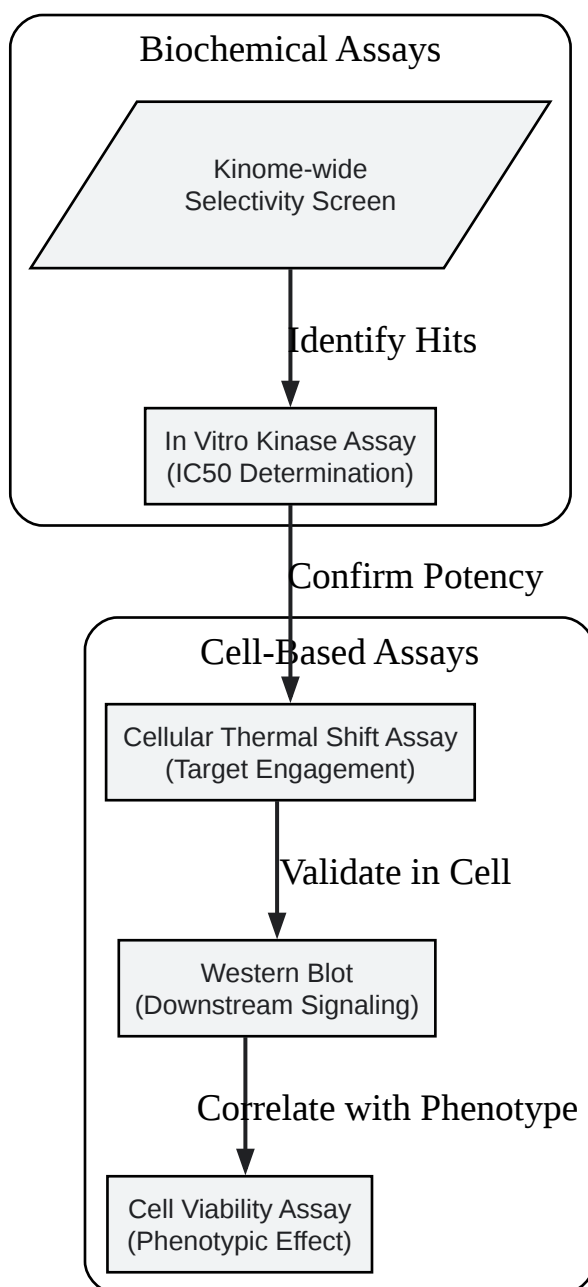 Biochemical Assays
Kinome-wide
Selectivity Screen
Identify Hits
In Vitro Kinase Assay
(IC50 Determination)
Confirm Potency
Cell-Based Assays
Cellular Thermal Shift Assay
(Target Engagement)
Validate in Cell
Western Blot
(Downstream Signaling)
Correlate with Phenotype
Cell Viability Assay
(Phenotypic Effect)